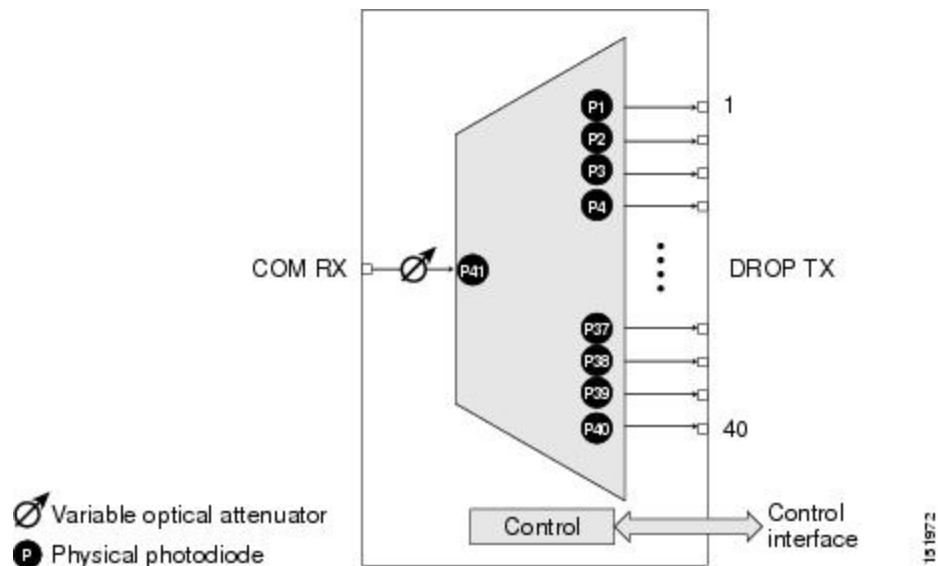 P1
1
P2
P3
P4
COM RX
P41
DROP TX
P37
P38
P39
P40
40
Variable optical attenuator
Control
Control
interface
P Physical photodiode
151972